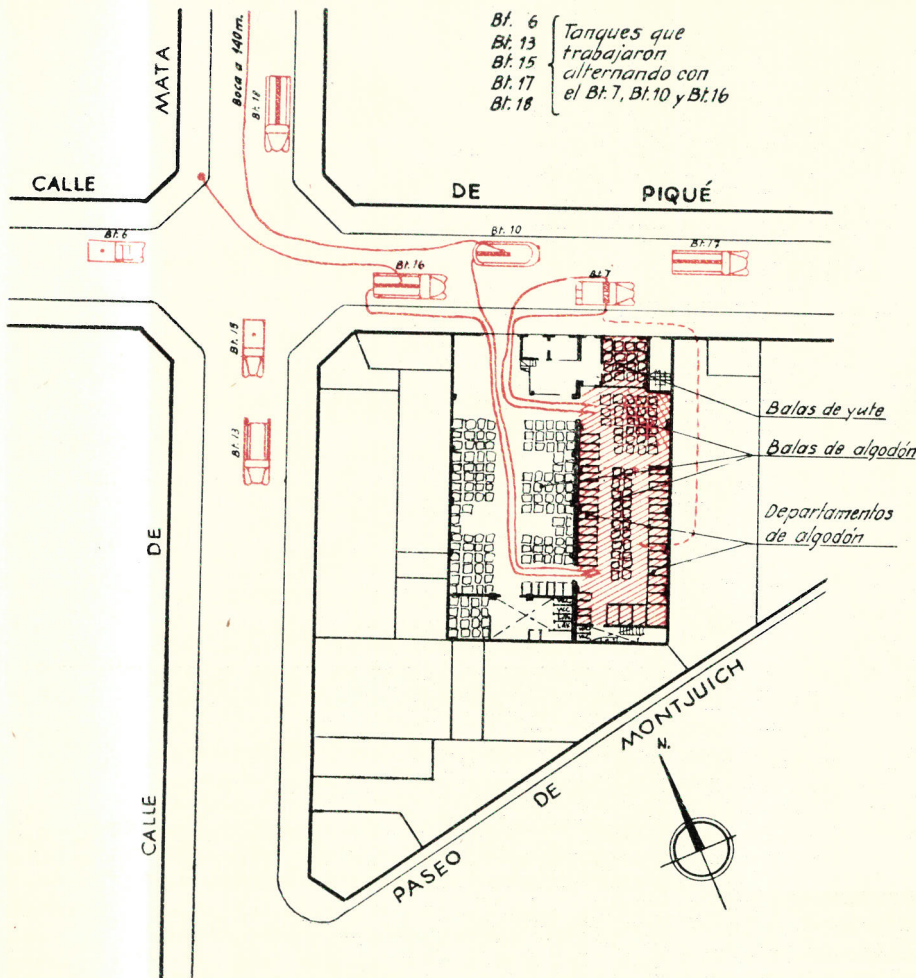 Bt. 6
Bt. 13
Bt. 15
Bt. 17
Bt. 18
Tanques que
trabajaron
alternando con
el Bt. 7, Bt. 10 y Bt. 16
MATA
Boca a 140 m.
Bt. 18
CALLE DE PIQUÉ
Bt. 6
Bt. 10
Bt. 17
Bt. 16
Bt. 7
Bt. 15
Bt. 13
Balas de yute
Balas de algodón
Departamentos
de algodón
DE
CALLE
PASEO DE MONTJUICH
N.